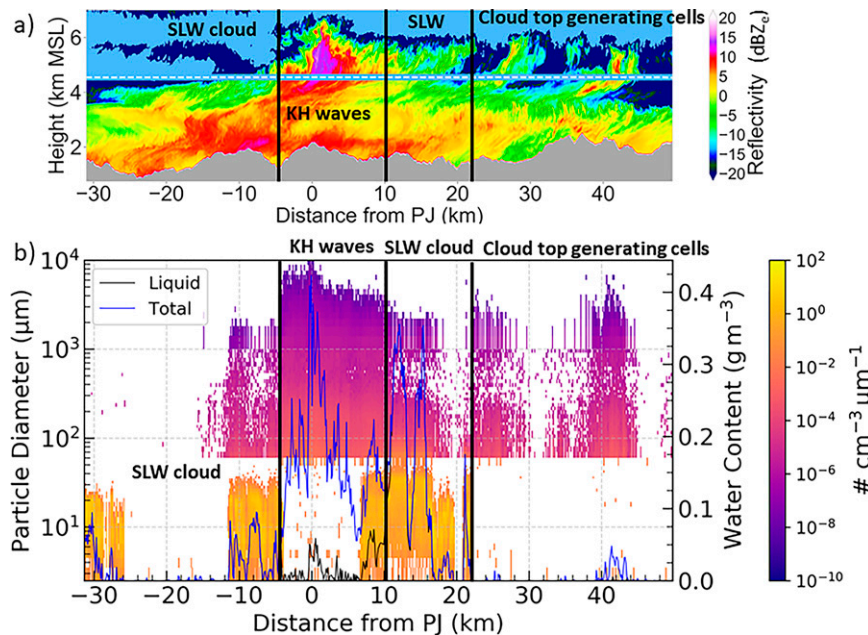 a)
SLW cloud
SLW
Cloud top generating cells
KH waves
Height (km MSL)
6
4
2
−30 −20 −10 0 10 20 30 40
Distance from PJ (km)
20
15
10
5
0
−5
−10
−15
−20
Reflectivity (dBZe)
b)
KH waves
SLW cloud
Cloud top generating cells
Liquid
Total
SLW cloud
Particle Diameter (µm)
10⁴
10³
10²
10¹
−30 −20 −10 0 10 20 30 40
Distance from PJ (km)
0.4
0.3
0.2
0.1
0.0
Water Content (g m⁻³)
10²
10⁰
10⁻²
10⁻⁴
10⁻⁶
10⁻⁸
10⁻¹⁰
# cm⁻³ µm⁻¹